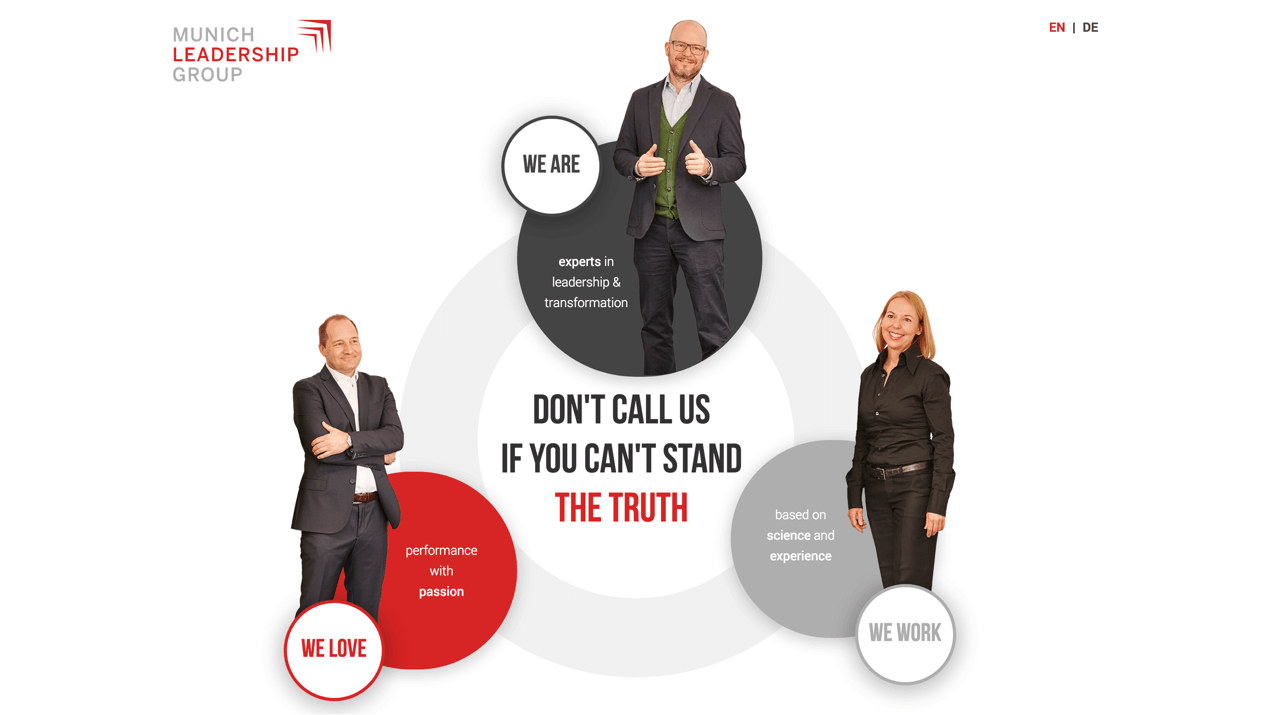 MUNICH
LEADERSHIP
GROUP
EN | DE
WE ARE
experts in
leadership &
transformation
DON'T CALL US
IF YOU CAN'T STAND
THE TRUTH
performance
with
passion
WE LOVE
based on
science and
experience
WE WORK